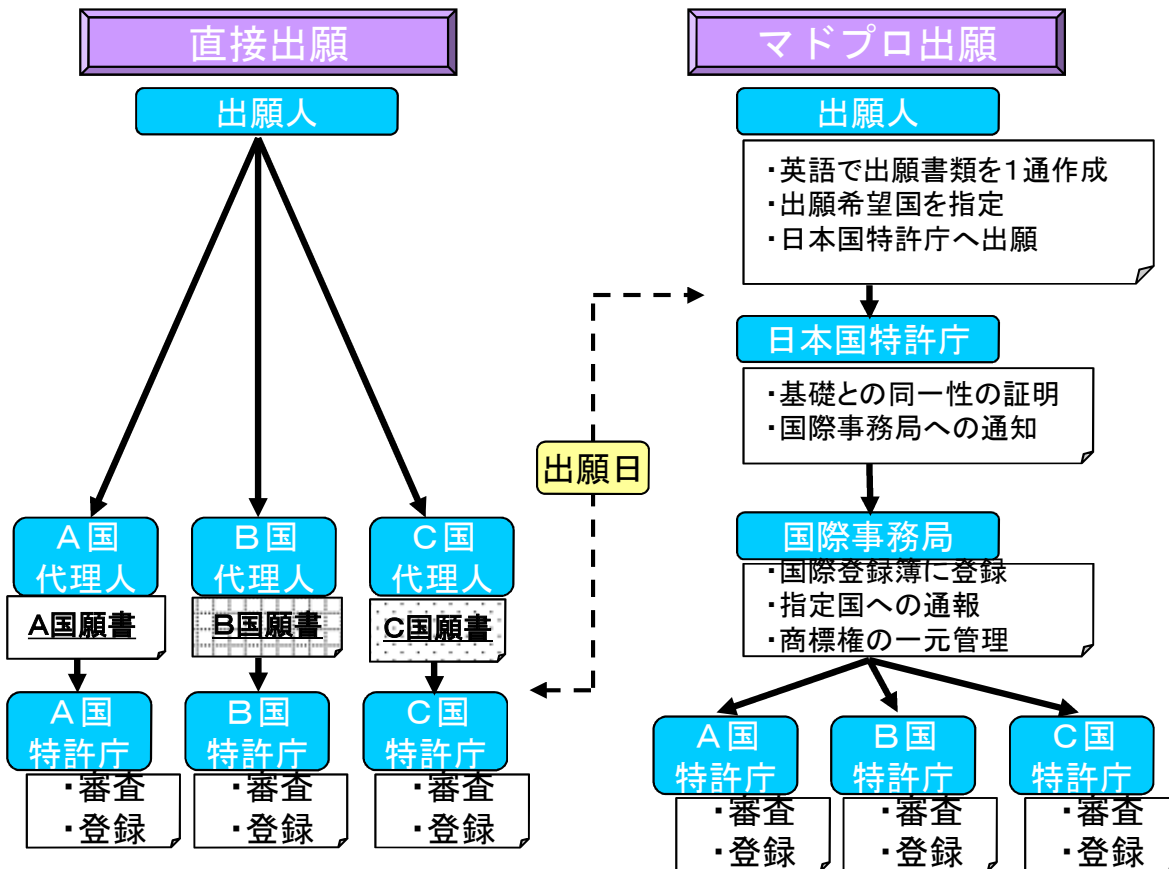 直接出願
出願人
A国
代理人
B国
代理人
C国
代理人
A国願書
B国願書
C国願書
A国
特許庁
B国
特許庁
C国
特許庁
・審査
・登録
・審査
・登録
・審査
・登録
出願日
マドプロ出願
出願人
・英語で出願書類を1通作成
・出願希望国を指定
・日本国特許庁へ出願
日本国特許庁
・基礎との同一性の証明
・国際事務局への通知
国際事務局
・国際登録簿に登録
・指定国への通報
・商標権の一元管理
A国
特許庁
B国
特許庁
C国
特許庁
・審査
・登録
・審査
・登録
・審査
・登録